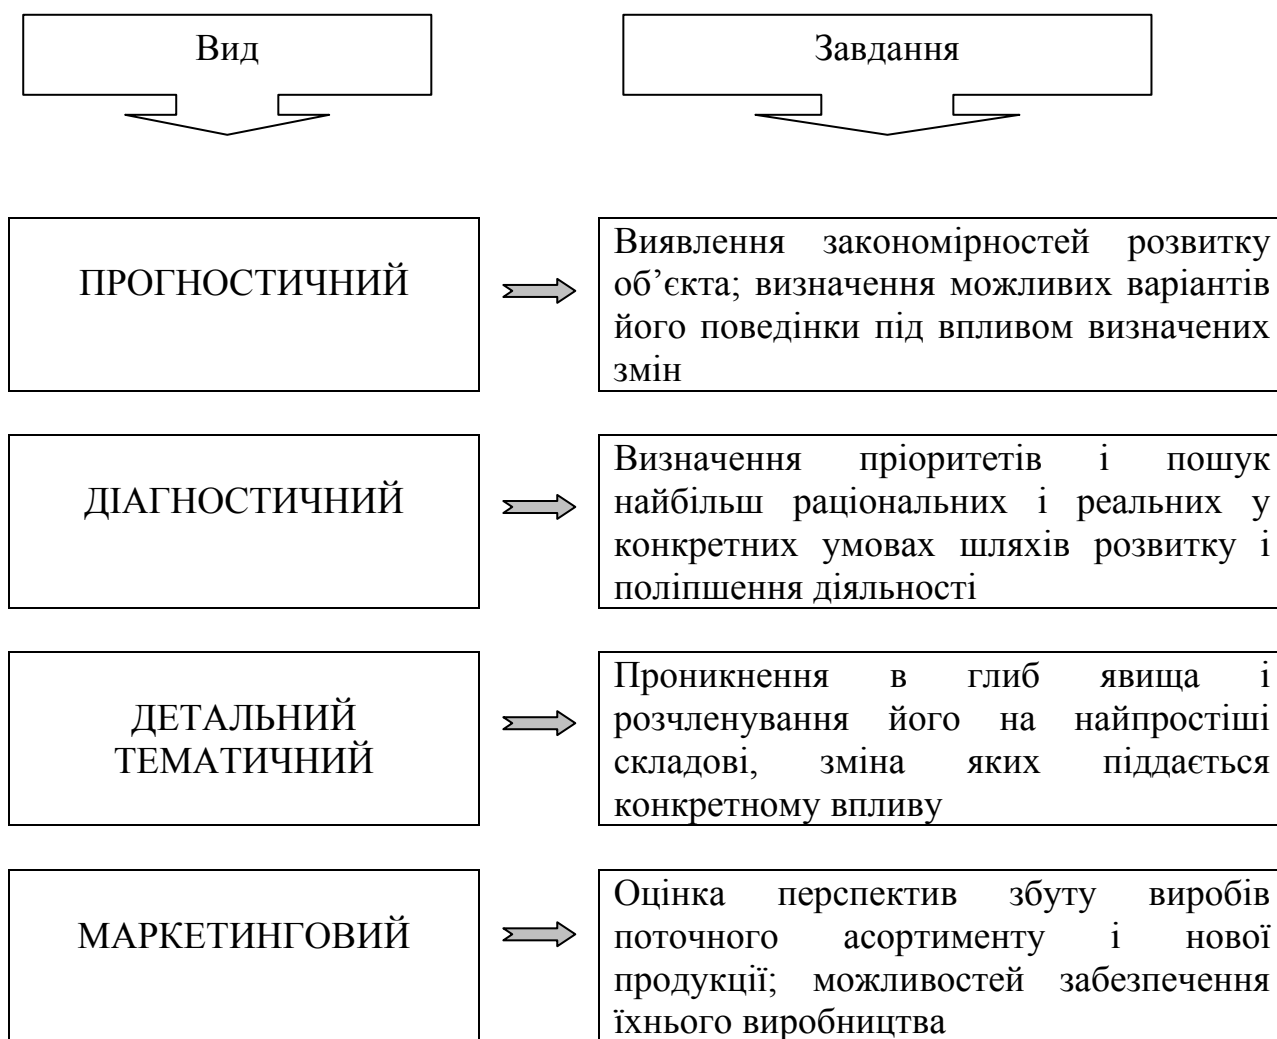 Вид
Завдання
ПРОГНОСТИЧНИЙ
Виявлення закономірностей розвитку
об’єкта; визначення можливих варіантів
його поведінки під впливом визначених
змін
ДІАГНОСТИЧНИЙ
Визначення пріоритетів і пошук
найбільш раціональних і реальних у
конкретних умовах шляхів розвитку і
поліпшення діяльності
ДЕТАЛЬНИЙ
ТЕМАТИЧНИЙ
Проникнення в глиб явища і
розчленування його на найпростіші
складові, зміна яких піддається
конкретному впливу
МАРКЕТИНГОВИЙ
Оцінка перспектив збуту виробів
поточного асортименту і нової
продукції; можливостей забезпечення
їхнього виробництва